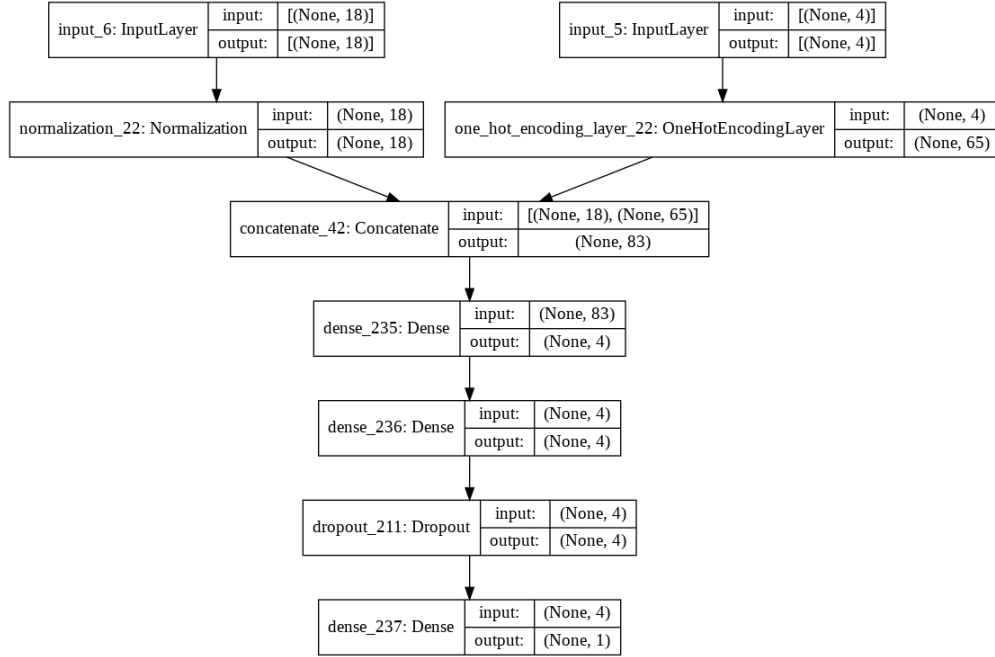 input_6: InputLayer
input: [(None, 18)]
output: [(None, 18)]
input_5: InputLayer
input: [(None, 4)]
output: [(None, 4)]
normalization_22: Normalization
input: (None, 18)
output: (None, 18)
one_hot_encoding_layer_22: OneHotEncodingLayer
input: (None, 4)
output: (None, 65)
concatenate_42: Concatenate
input: [(None, 18), (None, 65)]
output: (None, 83)
dense_235: Dense
input: (None, 83)
output: (None, 4)
dense_236: Dense
input: (None, 4)
output: (None, 4)
dropout_211: Dropout
input: (None, 4)
output: (None, 4)
dense_237: Dense
input: (None, 4)
output: (None, 1)